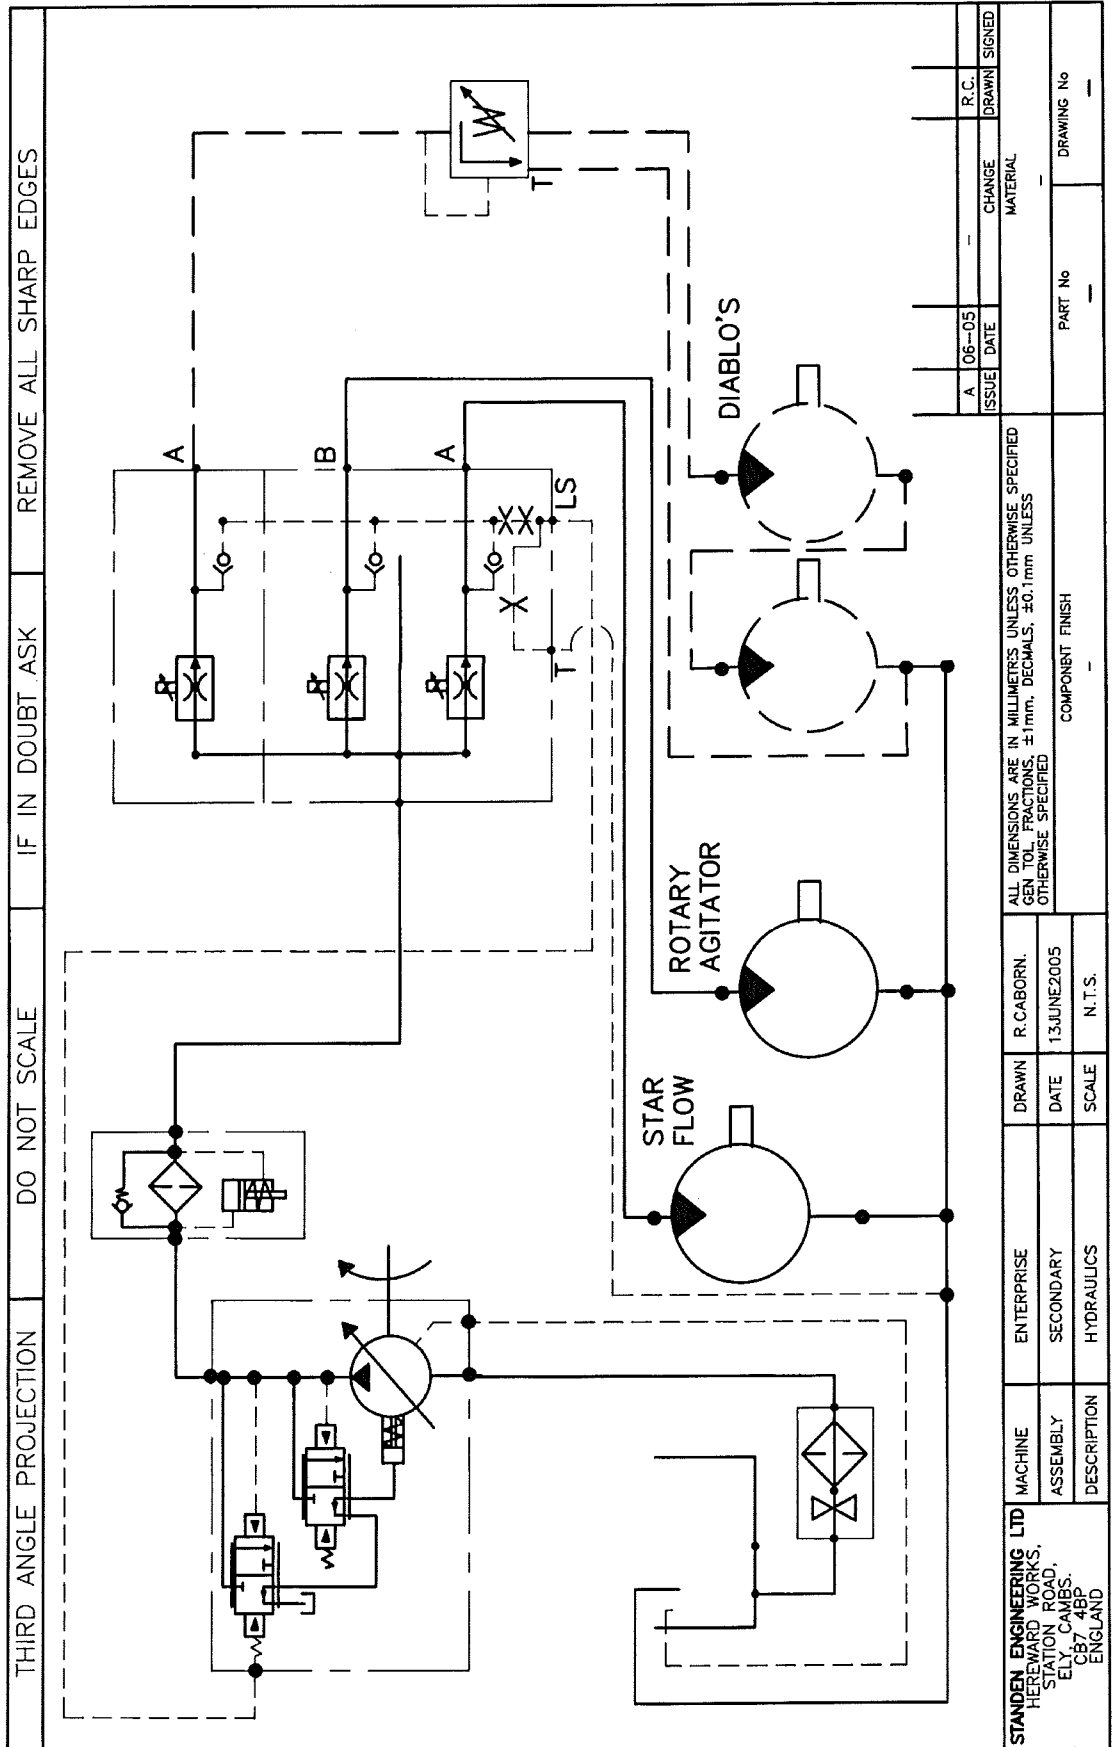 THIRD ANGLE PROJECTION
DO NOT SCALE
IF IN DOUBT ASK
REMOVE ALL SHARP EDGES
A
B
A
LS
T
T
DIABLO'S
ROTARY
AGITATOR
STAR
FLOW
STANDEN ENGINEERING LTD
HEREWARD WORKS,
STATION ROAD,
ELY, CAMBS.
CB7 4BP
ENGLAND
MACHINE
ENTERPRISE
ASSEMBLY
SECONDARY
DESCRIPTION
HYDRAULICS
DRAWN
R.CABORN.
DATE
13JUNE2005
SCALE
N.T.S.
ALL DIMENSIONS ARE IN MILLIMETRES UNLESS OTHERWISE SPECIFIED
GEN TOL, FRACTIONS, ±1mm, DECMALS, ±0.1mm UNLESS
OTHERWISE SPECIFIED
COMPONENT FINISH
-
A
06-05
-
R.C.
ISSUE
DATE
CHANGE
DRAWN
SIGNED
MATERIAL
-
PART No
-
DRAWING No
-